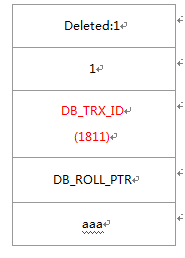 Deleted:1
1
DB_TRX_ID
(1811)
DB_ROLL_PTR
aaa